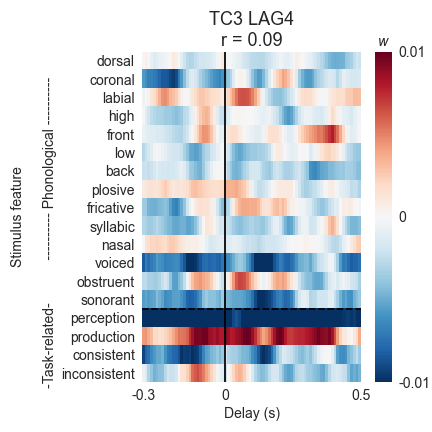 TC3 LAG4
r = 0.09
w
dorsal
coronal
labial
high
front
low
back
plosive
fricative
syllabic
nasal
voiced
obstruent
sonorant
perception
production
consistent
inconsistent
Stimulus feature
---------- Phonological ----------
-Task-related-
0.01
0
-0.01
-0.3 0 0.5
Delay (s)